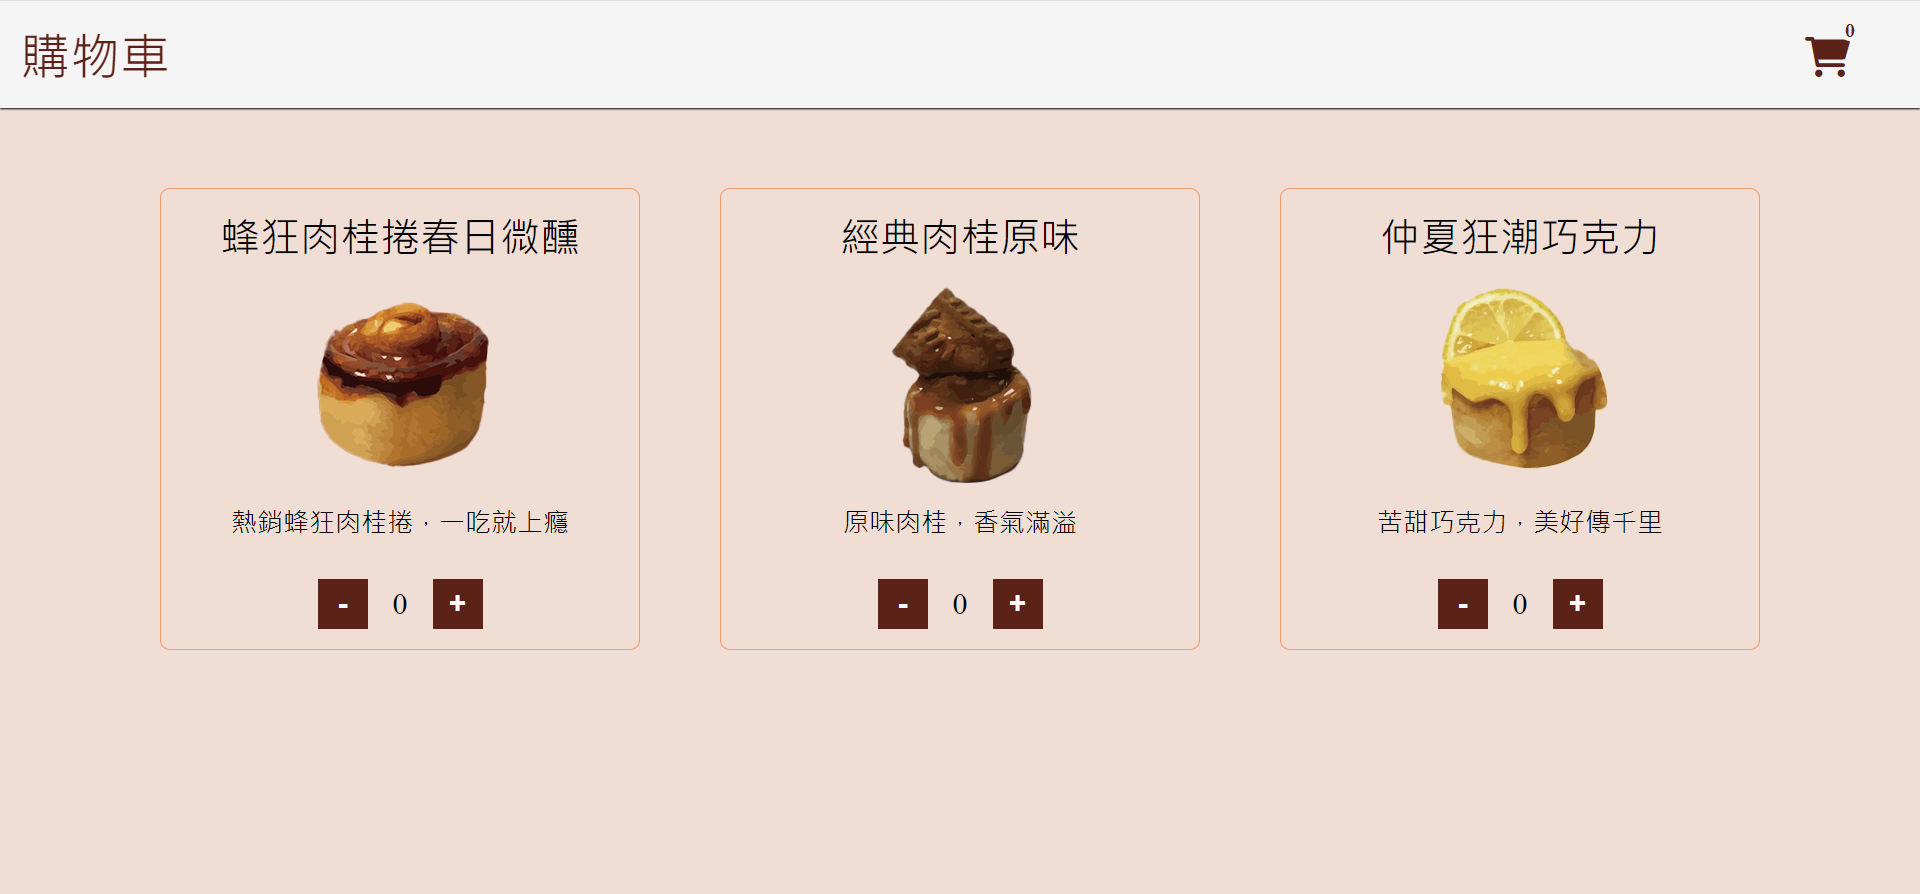 購物車
0
蜂狂肉桂捲春日微醺
熱銷蜂狂肉桂捲，一吃就上癮
- 0 +
經典肉桂原味
原味肉桂，香氣滿溢
- 0 +
仲夏狂潮巧克力
苦甜巧克力，美好傳千里
- 0 +